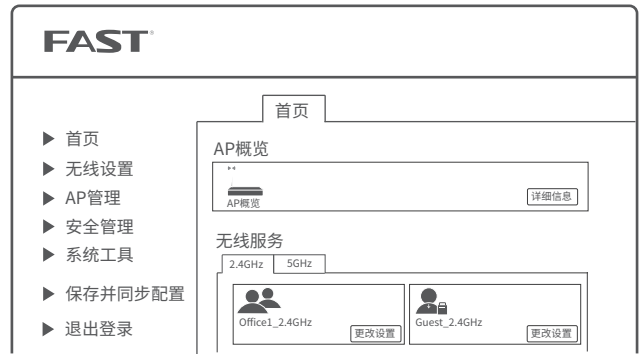 FAST
首页
首页
无线设置
AP管理
安全管理
系统工具
保存并同步配置
退出登录
AP概览
AP概览
详细信息
无线服务
2.4GHz 5GHz
Office1_2.4GHz
更改设置
Guest_2.4GHz
更改设置